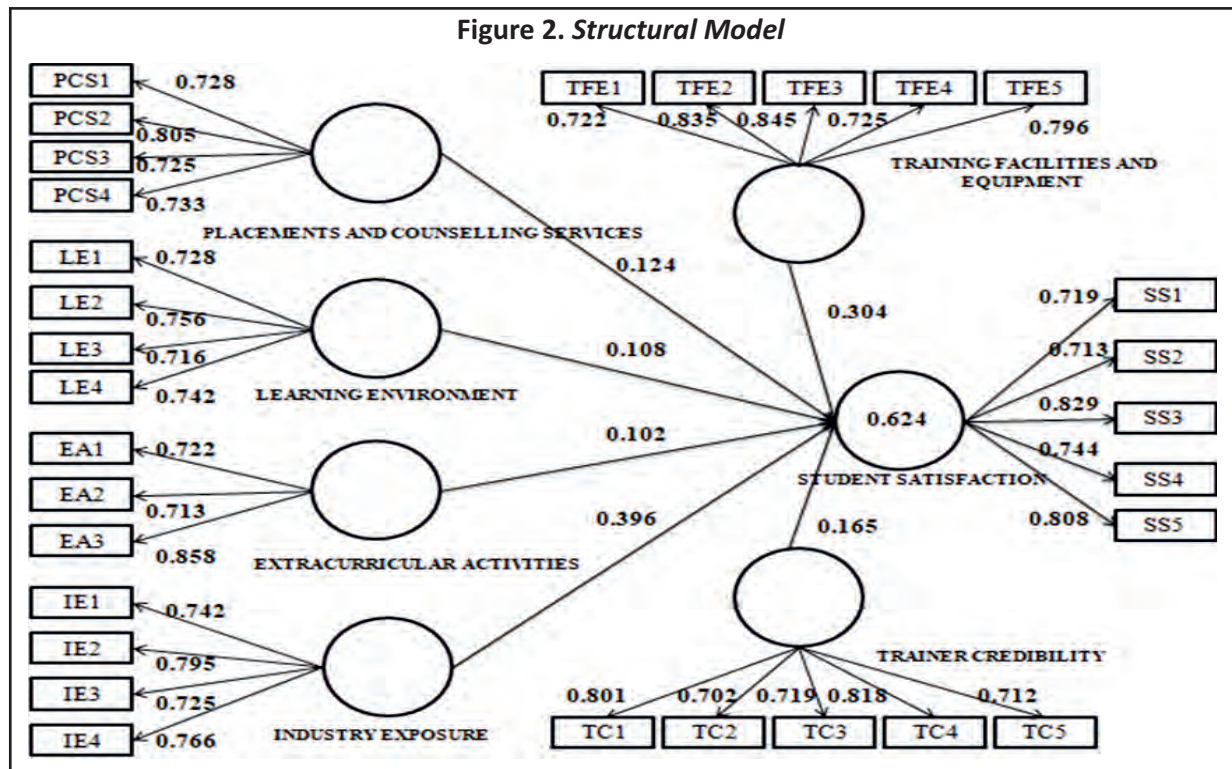 Figure 2. Structural Model
PCS1
0.728
PCS2
0.805
PCS3
0.725
PCS4
0.733
PLACEMENTS AND COUNSELLING SERVICES
0.124
LE1
0.728
LE2
0.756
LE3
0.716
LE4
0.742
LEARNING ENVIRONMENT
0.108
EA1
0.722
EA2
0.713
EA3
0.858
EXTRACURRICULAR ACTIVITIES
0.102
IE1
0.742
IE2
0.795
IE3
0.725
IE4
0.766
INDUSTRY EXPOSURE
0.396
TFE1
TFE2
TFE3
TFE4
TFE5
0.722
0.835
0.845
0.725
0.796
TRAINING FACILITIES AND
EQUIPMENT
0.304
0.624
STUDENT SATISFACTION
0.719
SS1
0.713
SS2
0.829
SS3
0.744
SS4
0.808
SS5
0.165
TRAINER CREDIBILITY
0.801
0.702
0.719
0.818
0.712
TC1
TC2
TC3
TC4
TC5